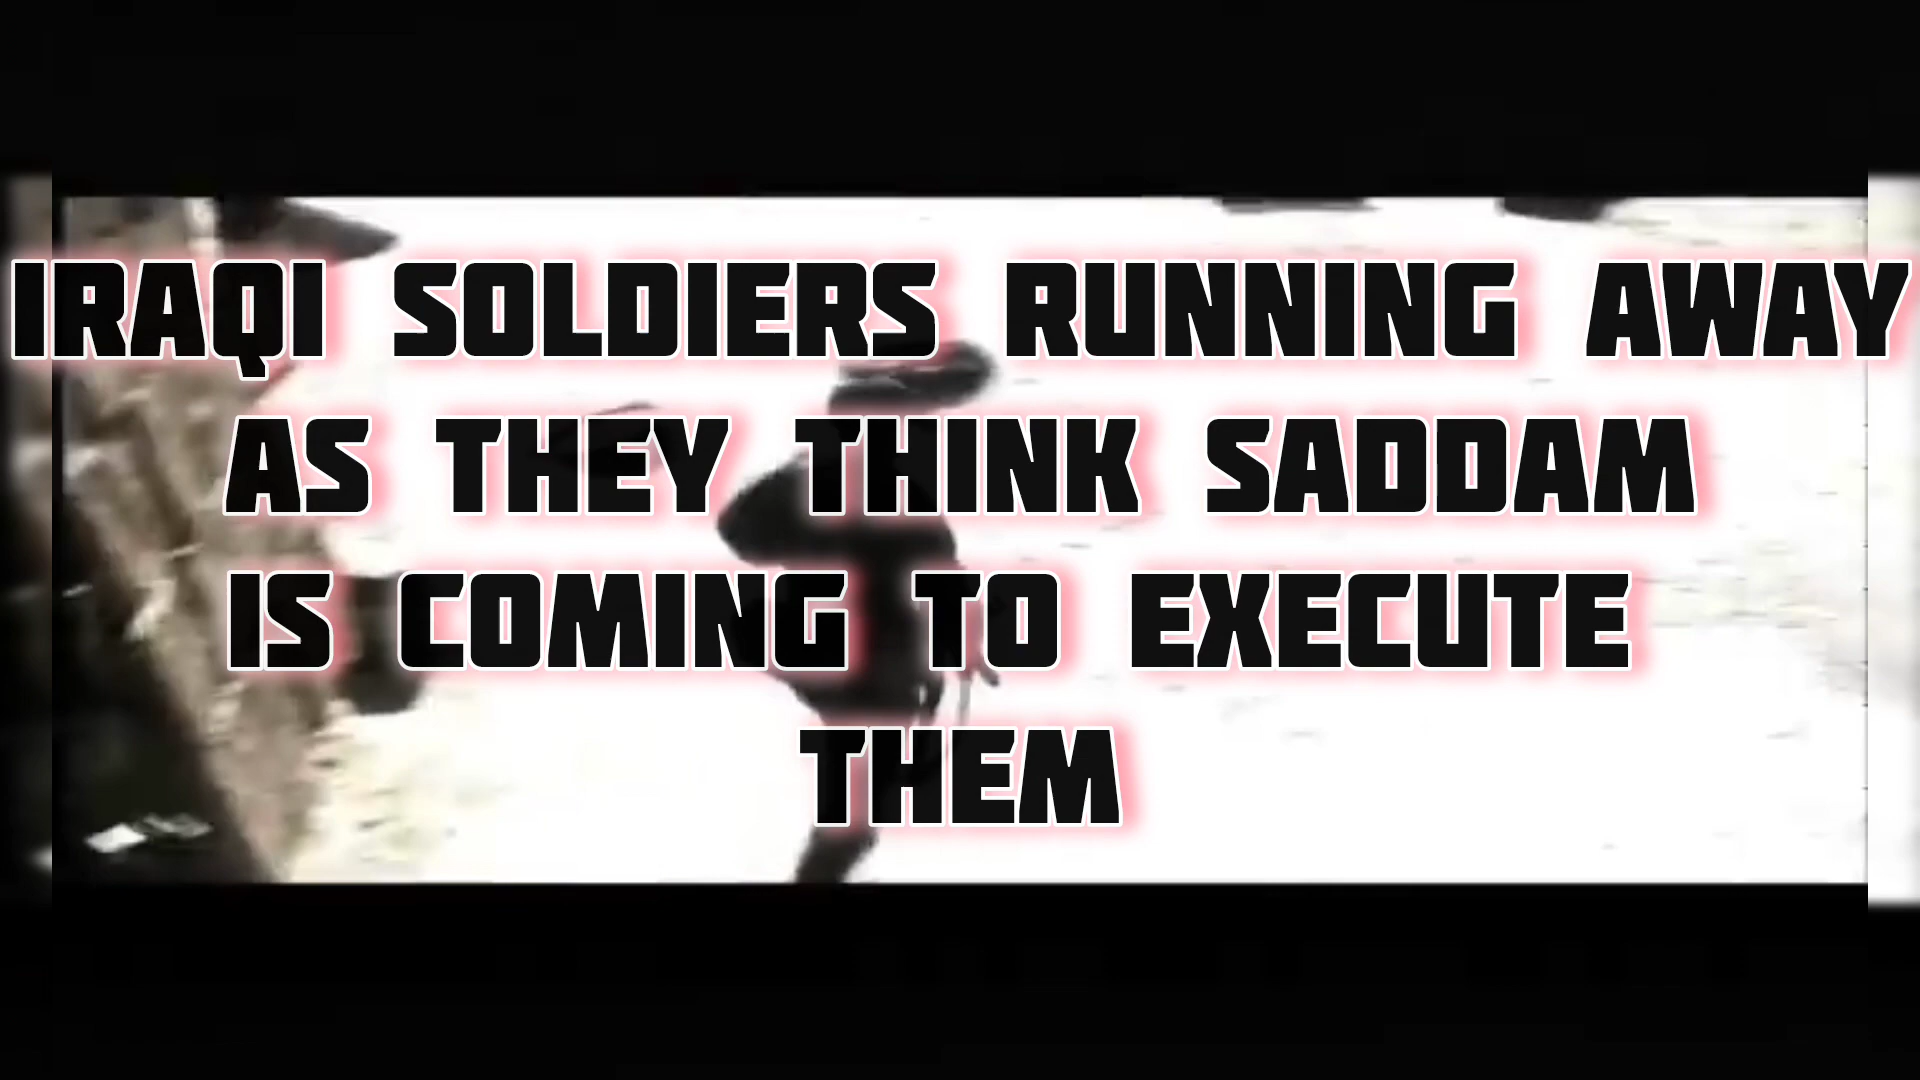 IRAQI SOLDIERS RUNNING AWAY
AS THEY THINK SADDAM
IS COMING TO EXECUTE
THEM